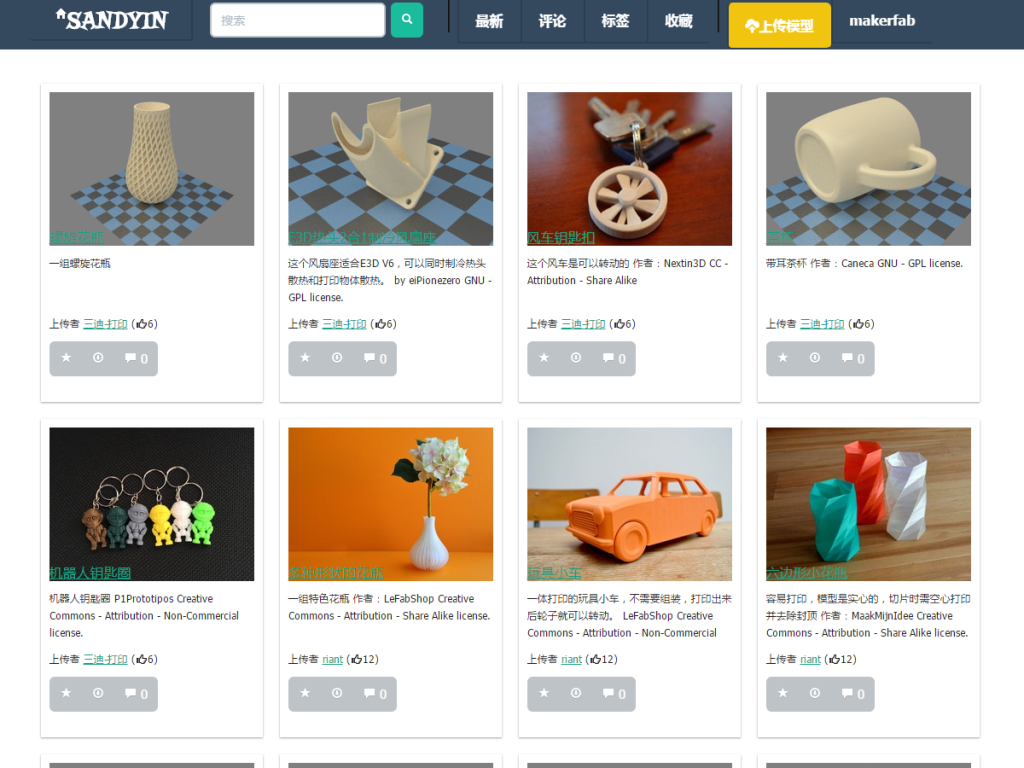 SANDYIN 搜索 最新 评论 标签 收藏 上传模型 makerfab
螺旋花瓶
一组螺旋花瓶
上传者 三迪-打印 (6)
0
E3D热头2合1制冷风扇座
这个风扇座适合E3D V6，可以同时制冷热头
散热和打印物体散热。 by eiPionezero GNU -
GPL license.
上传者 三迪-打印 (6)
0
风车钥匙扣
这个风车是可以转动的 作者：Nextin3D CC -
Attribution - Share Alike
上传者 三迪-打印 (6)
0
带耳茶杯 作者：Caneca GNU - GPL license.
上传者 三迪-打印 (6)
0
机器人钥匙圈
机器人钥匙圈 P1Prototipos Creative
Commons - Attribution - Non-Commercial
license.
上传者 三迪-打印 (6)
0
多种形状的花瓶
一组特色花瓶 作者：LeFabShop Creative
Commons - Attribution - Share Alike license.
上传者 riant (12)
0
玩具小车
一体打印的玩具小车，不需要组装，打印出来
后轮子就可以转动。 LeFabShop Creative
Commons - Attribution - Non-Commercial
上传者 riant (12)
0
六边形小花瓶
容易打印，模型是实心的，切片时需空心打印
并去除封顶 作者：MaakMijnIdee Creative
Commons - Attribution - Share Alike license.
上传者 riant (12)
0